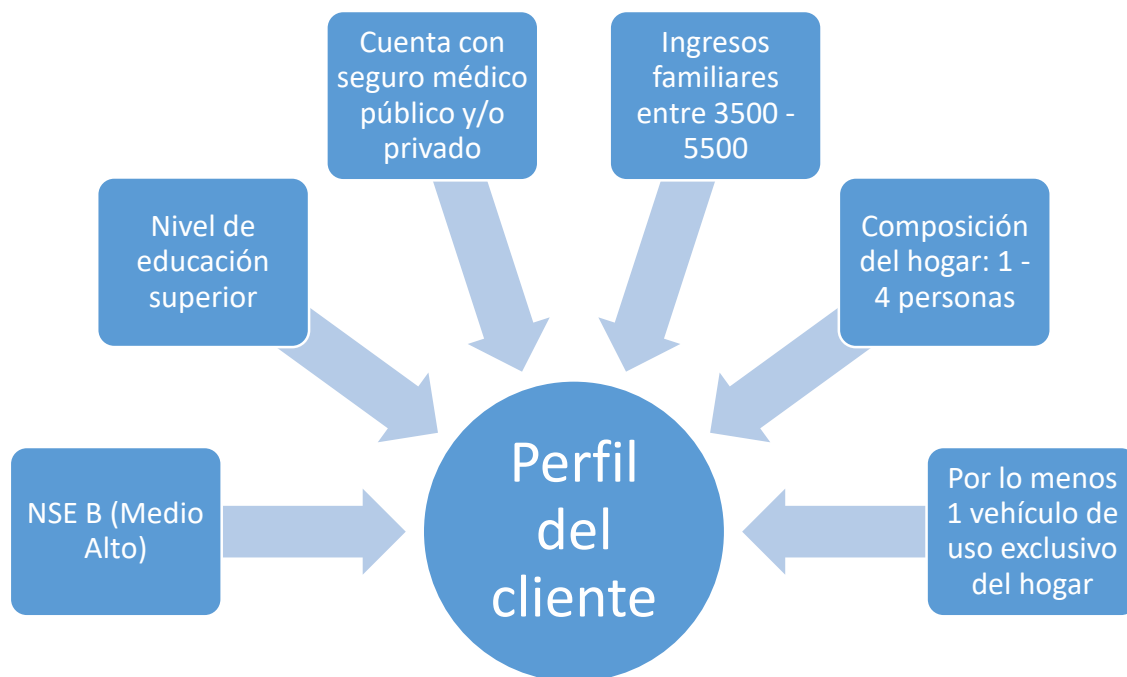 Cuenta con
seguro médico
público y/o
privado
Ingresos
familiares
entre 3500 -
5500
Nivel de
educación
superior
Composición
del hogar: 1 -
4 personas
NSE B (Medio
Alto)
Perfil
del
cliente
Por lo menos
1 vehículo de
uso exclusivo
del hogar